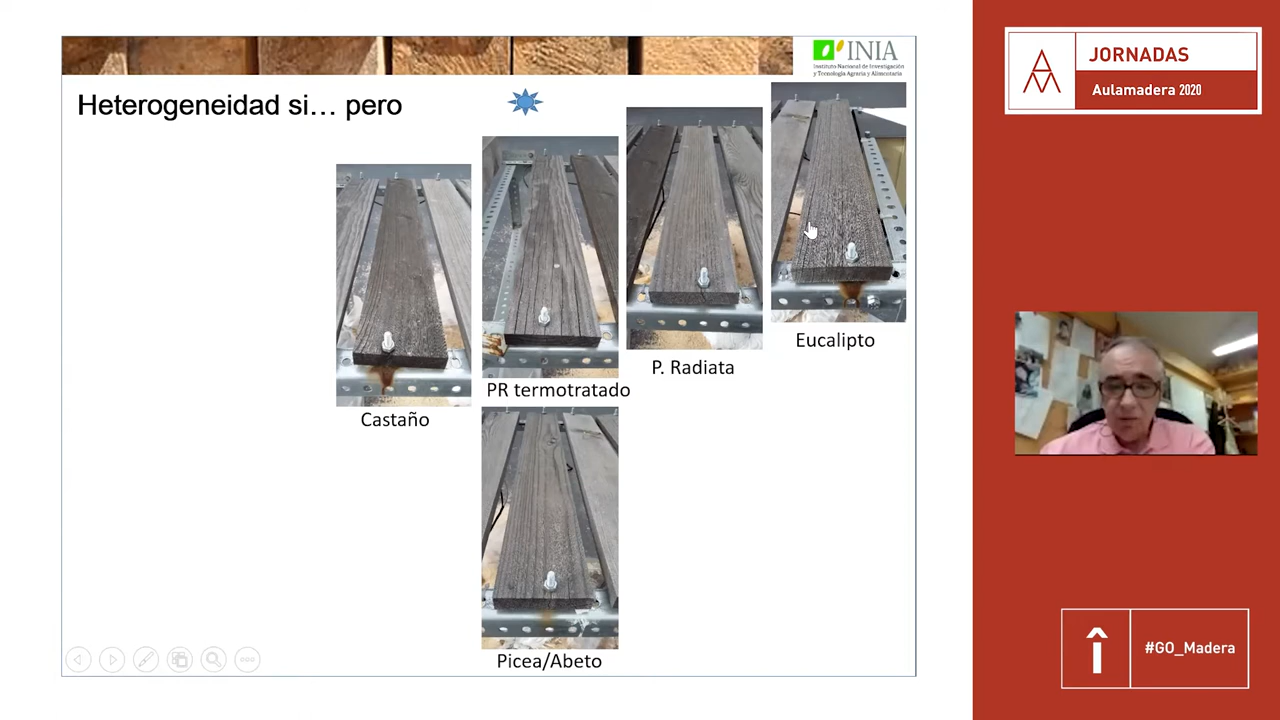 INIA
Instituto Nacional de Investigación
y Tecnología Agraria y Alimentaria
Heterogeneidad si... pero
Castaño
PR termotratado
P. Radiata
Eucalipto
Picea/Abeto
JORNADAS
Aulamadera 2020
#GO_Madera